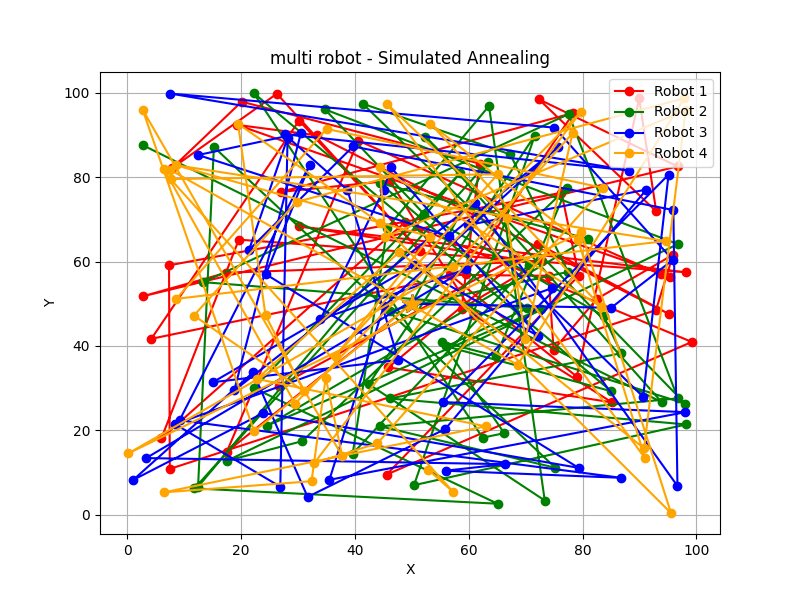 multi robot - Simulated Annealing
Robot 1
Robot 2
Robot 3
Robot 4
100
80
60
40
20
0
Y
0 20 40 60 80 100
X